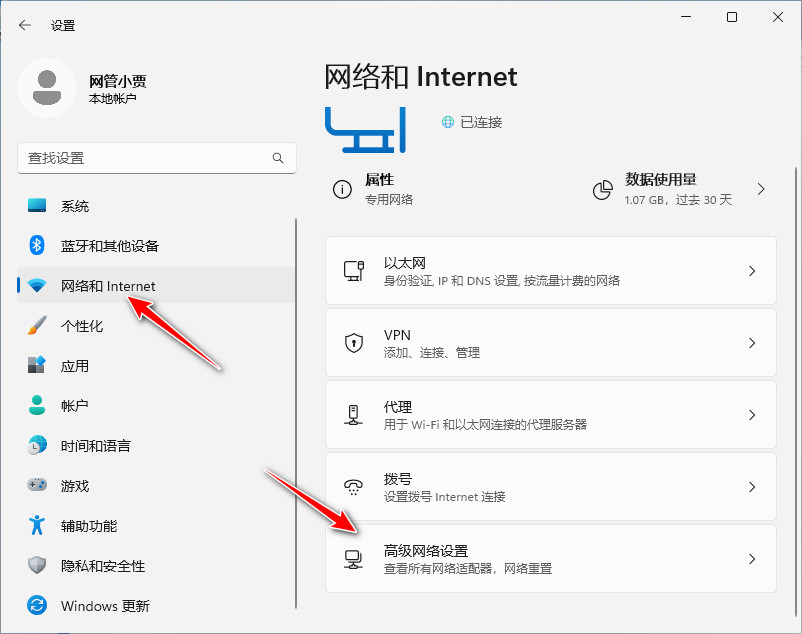 设置
网管小贾
本地帐户
查找设置
系统
蓝牙和其他设备
网络和 Internet
个性化
应用
帐户
时间和语言
游戏
辅助功能
隐私和安全性
Windows 更新
网络和 Internet
已连接
属性
专用网络
数据使用量
1.07 GB，过去 30 天
以太网
身份验证, IP 和 DNS 设置, 按流量计费的网络
VPN
添加、连接、管理
代理
用于 Wi-Fi 和以太网连接的代理服务器
拨号
设置拨号 Internet 连接
高级网络设置
查看所有网络适配器，网络重置